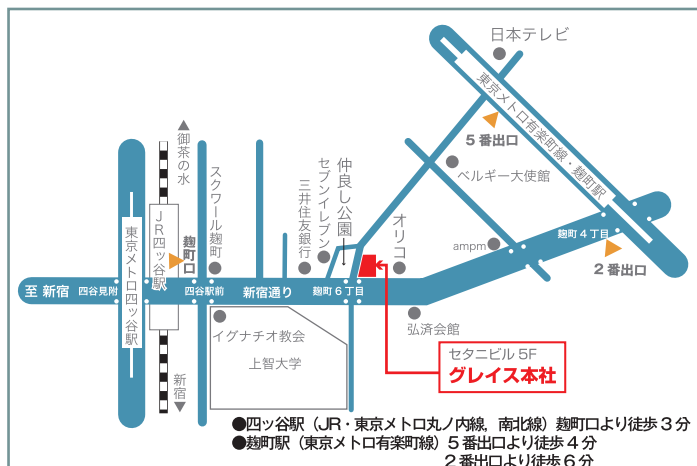 日本テレビ
東京メトロ有楽町線・麹町駅
5番出口
ベルギー大使館
▲御茶の水
スクワール麹町
三井住友銀行
セブンイレブン
仲良し公園
オリコ
ampm
麹町4丁目
2番出口
東京メトロ四ッ谷駅
JR四ッ谷駅
麹町口
至 新宿
四谷見附
四谷駅前
新宿通り
麹町6丁目
弘済会館
イグナチオ教会
上智大学
新宿▼
セタニビル 5F
グレイス本社
●四ッ谷駅（JR・東京メトロ丸ノ内線，南北線）麹町口より徒歩3分
●麹町駅（東京メトロ有楽町線）5番出口より徒歩4分
2番出口より徒歩6分